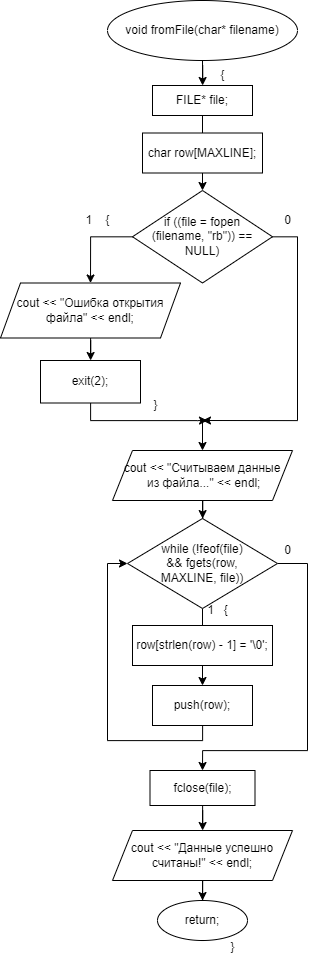 void fromFile(char* filename)
{
FILE* file;
char row[MAXLINE];
if ((file = fopen
(filename, "rb")) ==
NULL)
1 {
0
cout << "Ошибка открытия
файла" << endl;
exit(2);
}
cout << "Считываем данные
из файла..." << endl;
while (!feof(file)
&& fgets(row,
MAXLINE, file))
0
1 {
row[strlen(row) - 1] = '\0';
push(row);
fclose(file);
cout << "Данные успешно
считаны!" << endl;
return;
}